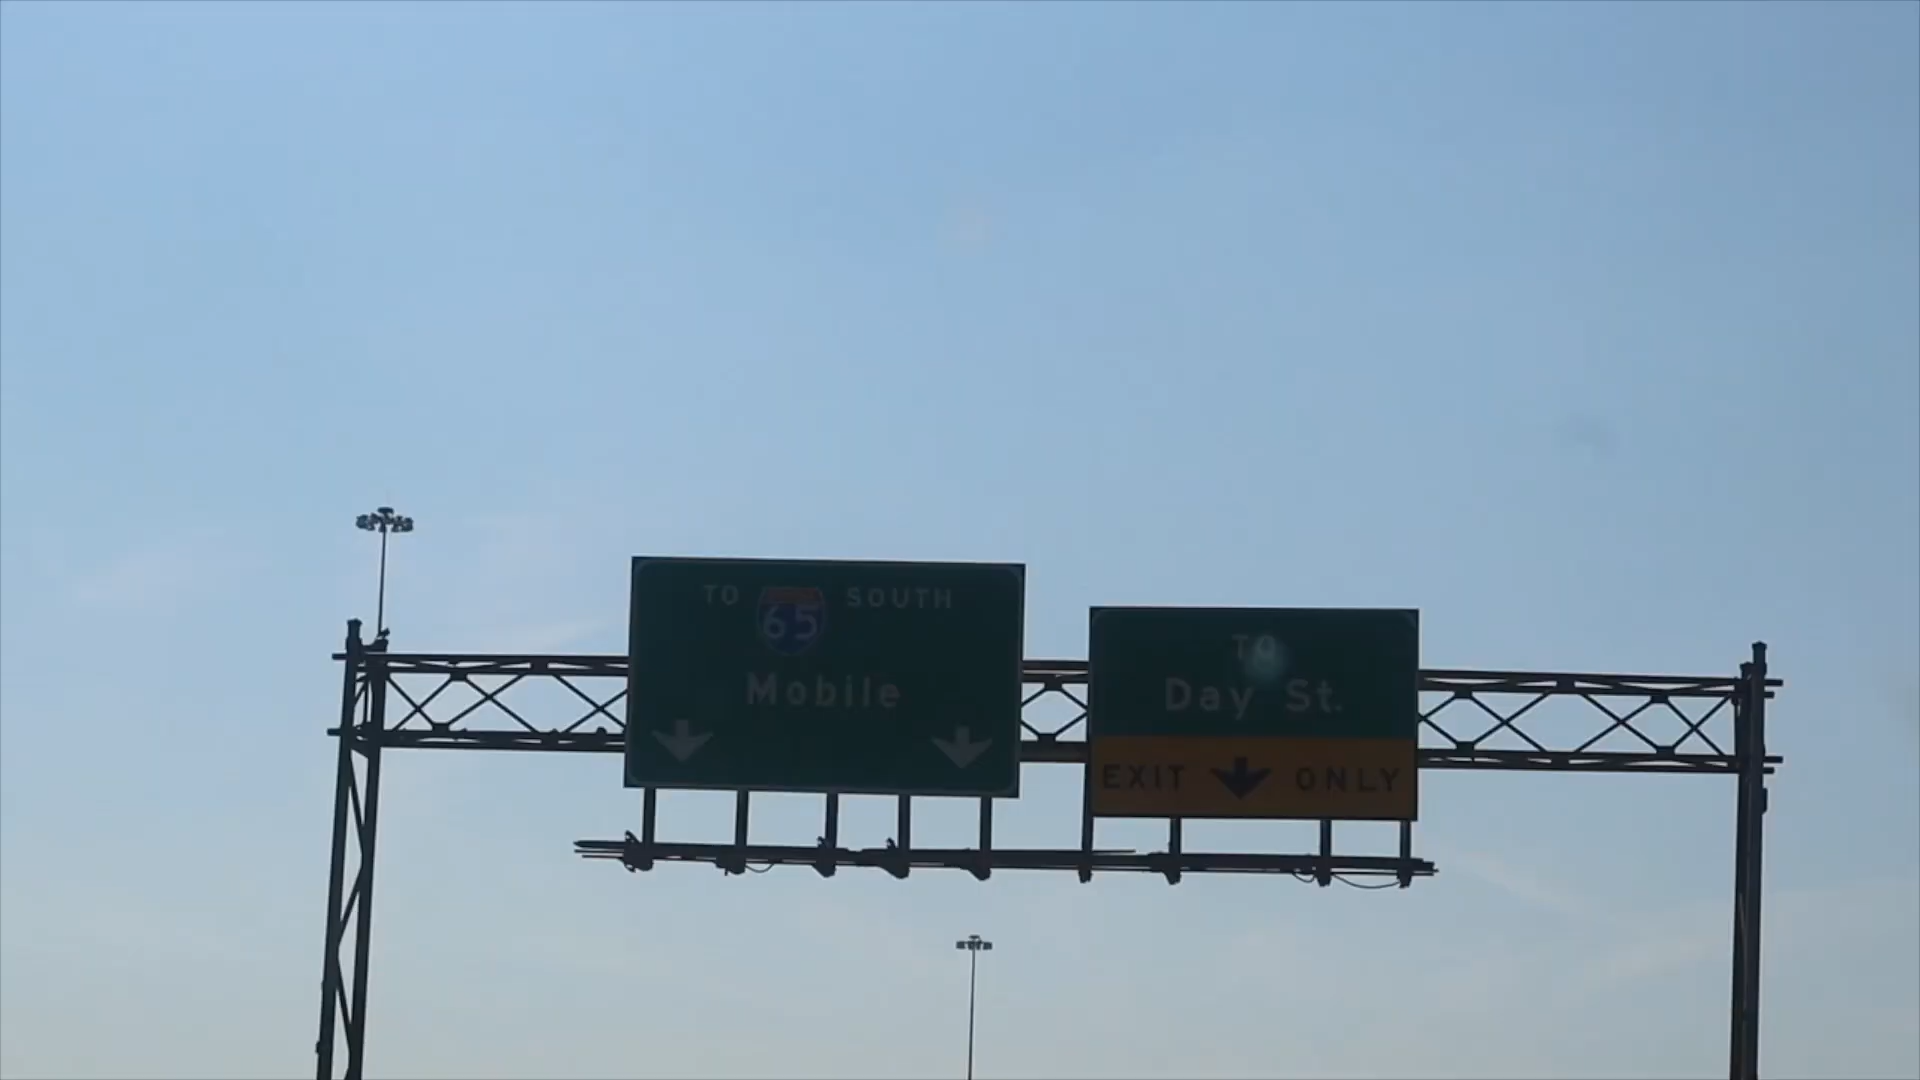 TO 65 SOUTH
Mobile
TO
Day St.
EXIT ONLY